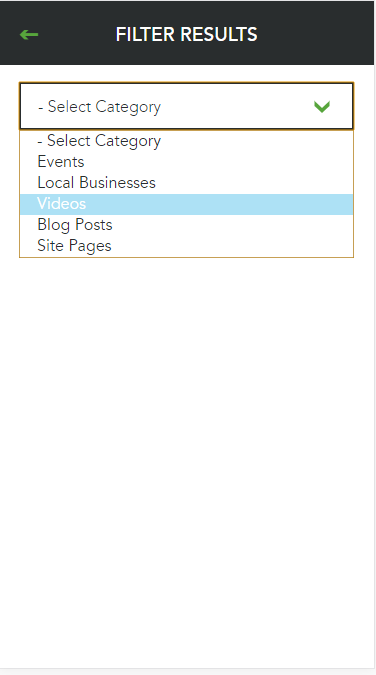 FILTER RESULTS
- Select Category
- Select Category
Events
Local Businesses
Videos
Blog Posts
Site Pages